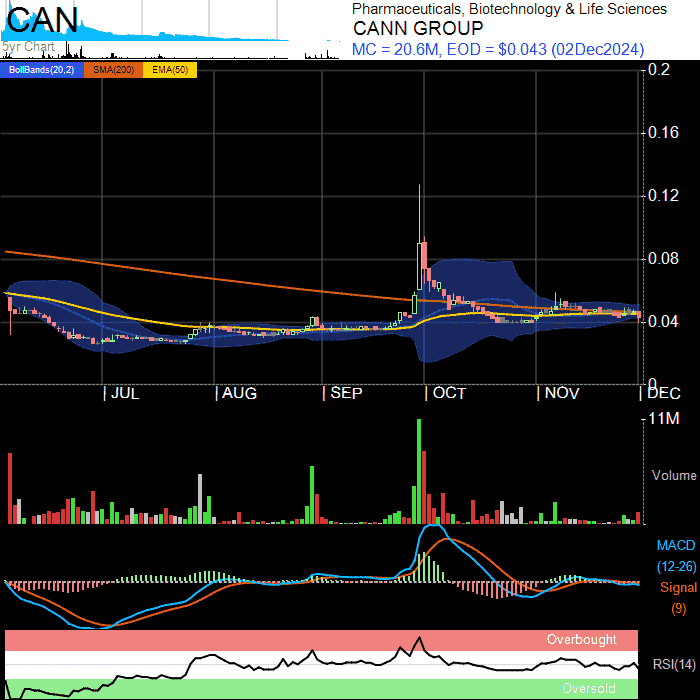 CAN
5yr Chart
Pharmaceuticals, Biotechnology & Life Sciences
CANN GROUP
MC = 20.6M, EOD = $0.043 (02Dec2024)
BollBands(20,2) SMA(200) EMA(50)
0.2
0.16
0.12
0.08
0.04
0
JUL AUG SEP OCT NOV DEC
11M
Volume
MACD
(12-26)
Signal
(9)
Overbought
RSI(14)
Oversold